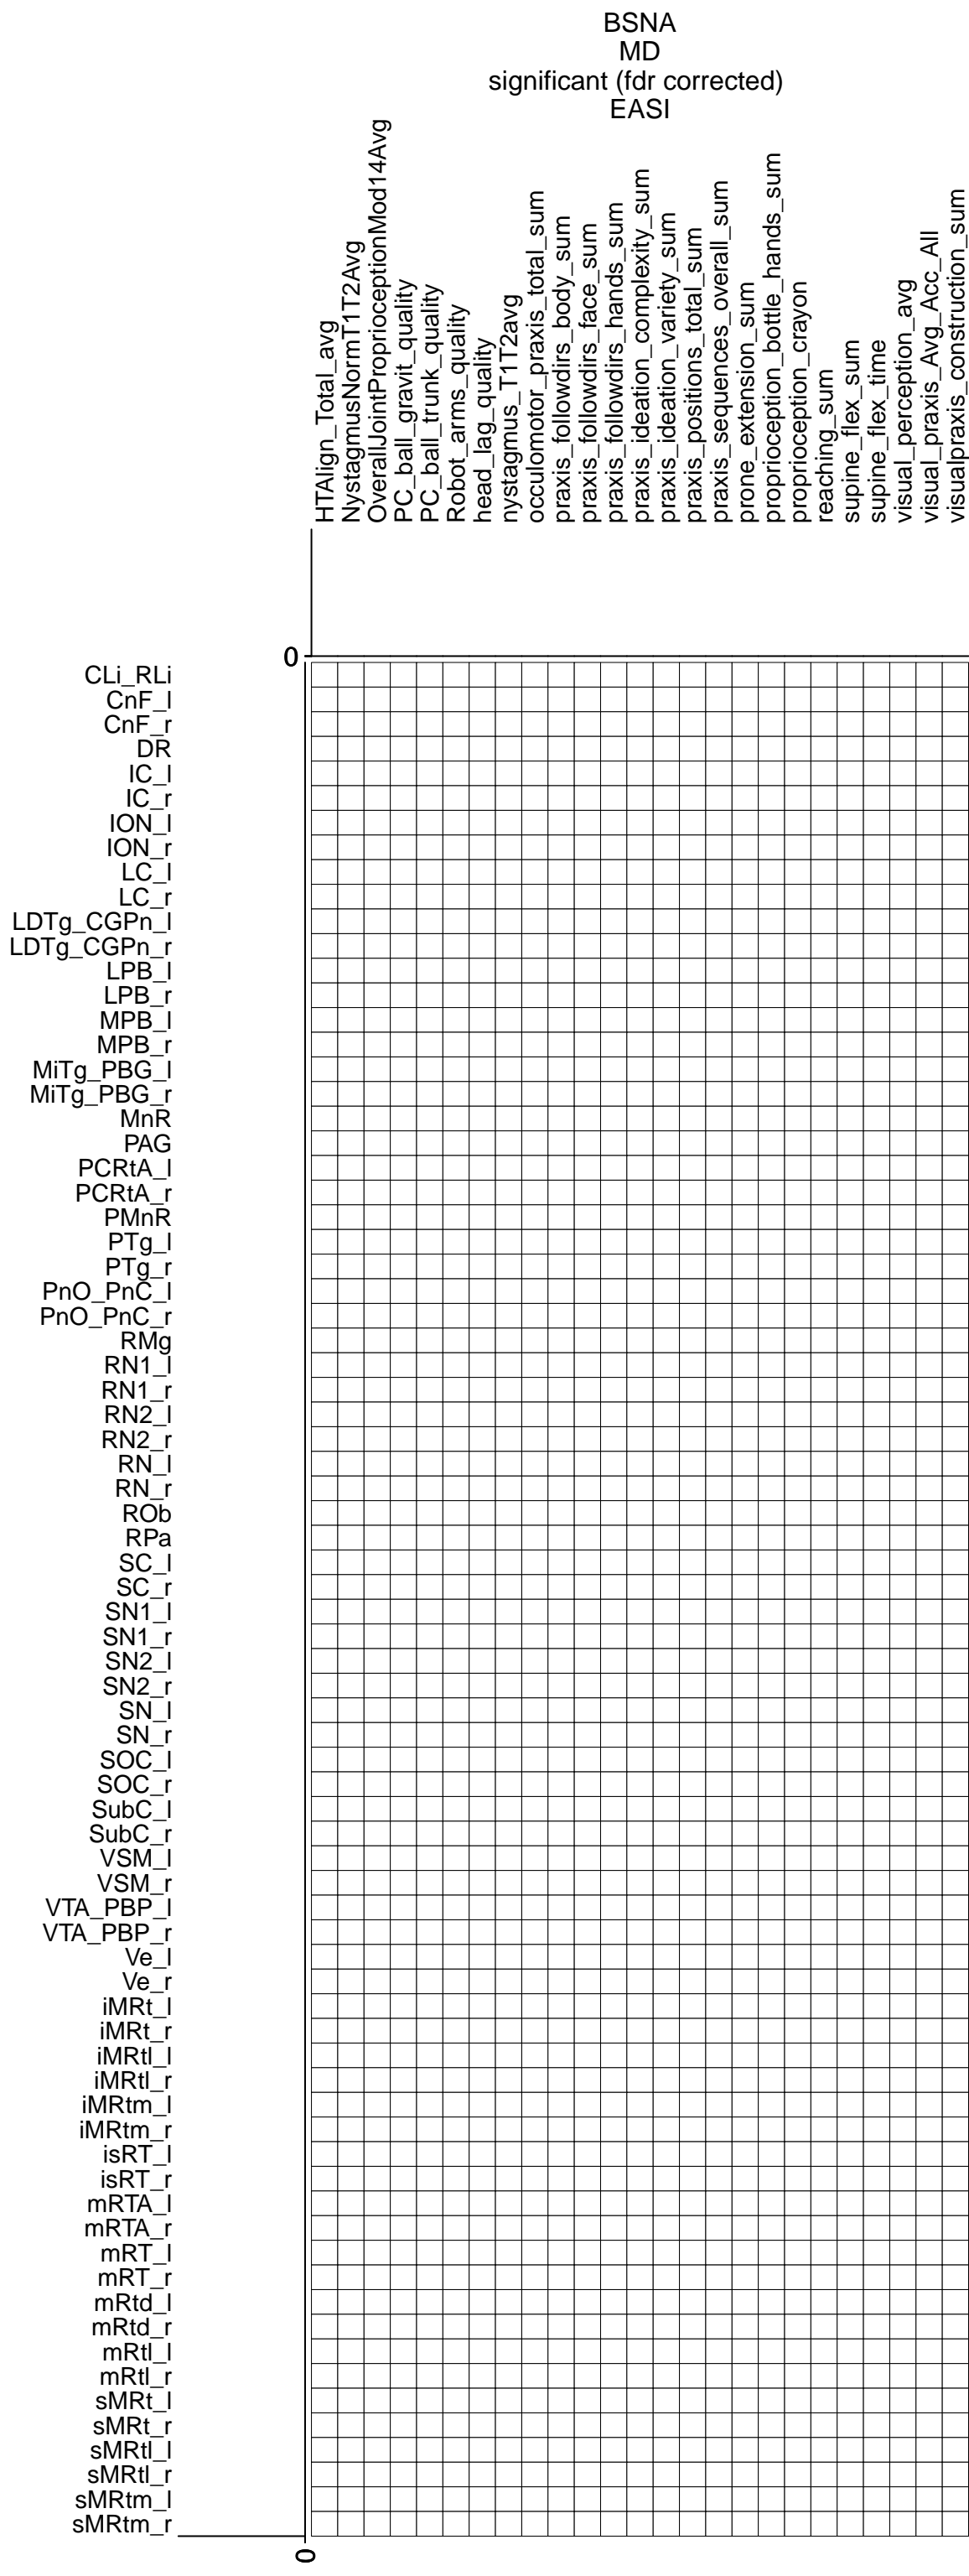 BSNA
MD
significant (fdr corrected)
EASI
HTAlign_Total_avg
NystagmusNormT1T2Avg
OverallJointProprioceptionMod14Avg
PC_ball_gravit_quality
PC_ball_trunk_quality
Robot_arms_quality
head_lag_quality
nystagmus_T1T2avg
occulomotor_praxis_total_sum
praxis_followdirs_body_sum
praxis_followdirs_face_sum
praxis_followdirs_hands_sum
praxis_ideation_complexity_sum
praxis_ideation_variety_sum
praxis_positions_total_sum
praxis_sequences_overall_sum
prone_extension_sum
proprioception_bottle_hands_sum
proprioception_crayon
reaching_sum
supine_flex_sum
supine_flex_time
visual_perception_avg
visual_praxis_Avg_Acc_All
visualpraxis_construction_sum
0
CLi_RLi
CnF_l
CnF_r
DR
IC_l
IC_r
ION_l
ION_r
LC_l
LC_r
LDTg_CGPn_l
LDTg_CGPn_r
LPB_l
LPB_r
MPB_l
MPB_r
MiTg_PBG_l
MiTg_PBG_r
MnR
PAG
PCRtA_l
PCRtA_r
PMnR
PTg_l
PTg_r
PnO_PnC_l
PnO_PnC_r
RMg
RN1_l
RN1_r
RN2_l
RN2_r
RN_l
RN_r
ROb
RPa
SC_l
SC_r
SN1_l
SN1_r
SN2_l
SN2_r
SN_l
SN_r
SOC_l
SOC_r
SubC_l
SubC_r
VSM_l
VSM_r
VTA_PBP_l
VTA_PBP_r
Ve_l
Ve_r
iMRt_l
iMRt_r
iMRtl_l
iMRtl_r
iMRtm_l
iMRtm_r
isRT_l
isRT_r
mRTA_l
mRTA_r
mRT_l
mRT_r
mRtd_l
mRtd_r
mRtl_l
mRtl_r
sMRt_l
sMRt_r
sMRtl_l
sMRtl_r
sMRtm_l
sMRtm_r
0